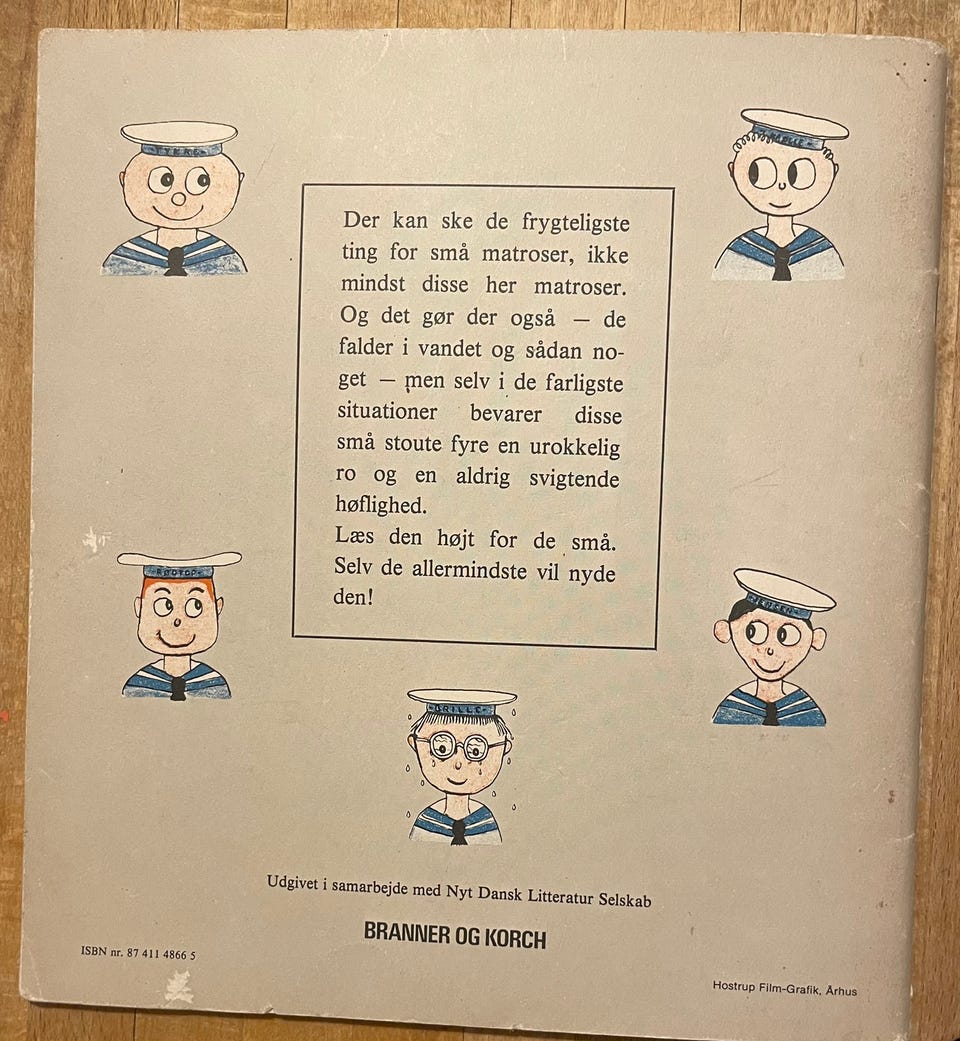 TYKKE
Der kan ske de frygteligste
ting for små matroser, ikke
mindst disse her matroser.
Og det gør der også — de
falder i vandet og sådan no-
get — men selv i de farligste
situationer bevarer disse
små stoute fyre en urokkelig
ro og en aldrig svigtende
høflighed.
Læs den højt for de små.
Selv de allermindste vil nyde
den!
RØDTOP
JENSEN
BRILLE
Udgivet i samarbejde med Nyt Dansk Litteratur Selskab
BRANNER OG KORCH
ISBN nr. 87 411 4866 5
Hostrup Film-Grafik, Århus